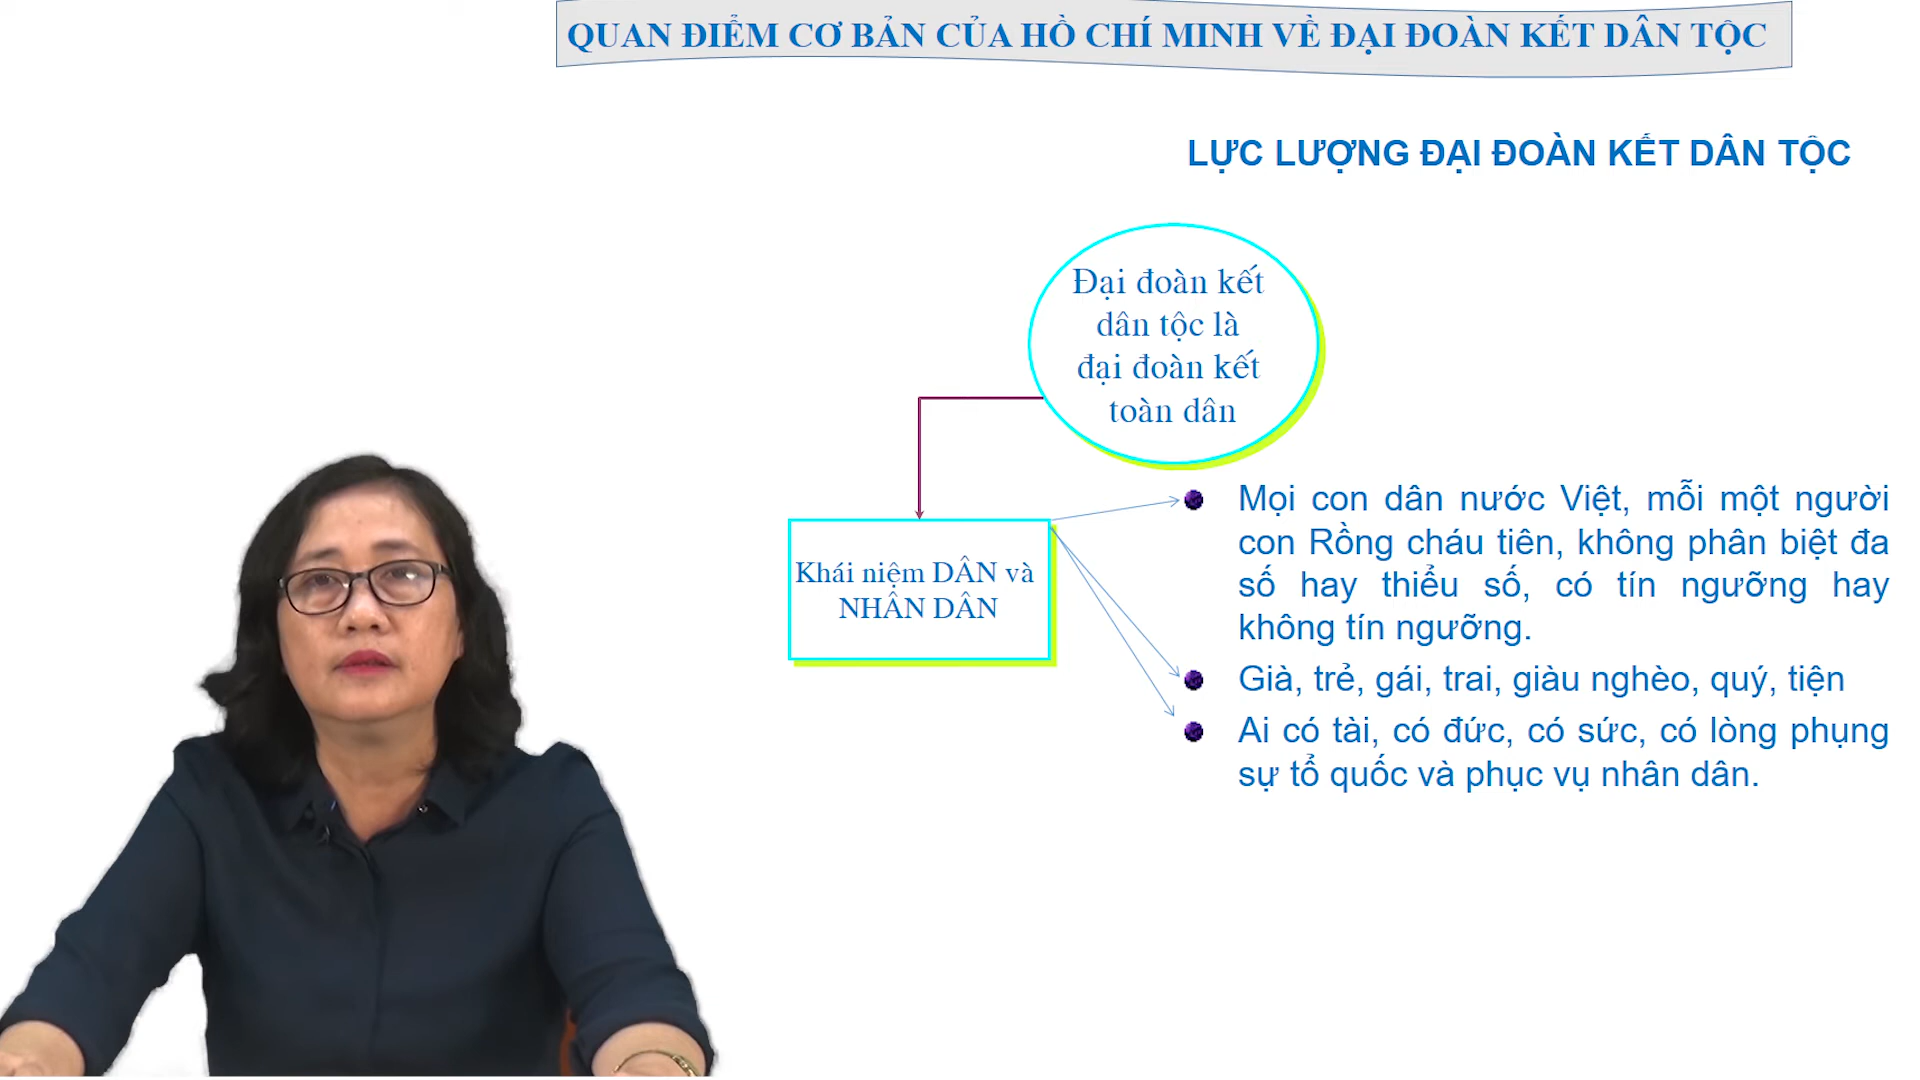 QUAN ĐIỂM CƠ BẢN CỦA HỒ CHÍ MINH VỀ ĐẠI ĐOÀN KẾT DÂN TỘC
LỰC LƯỢNG ĐẠI ĐOÀN KẾT DÂN TỘC
Đại đoàn kết
dân tộc là
đại đoàn kết
toàn dân
Khái niệm DÂN và
NHÂN DÂN
Mọi con dân nước Việt, mỗi một người
con Rồng cháu tiên, không phân biệt đa
số hay thiểu số, có tín ngưỡng hay
không tín ngưỡng.
Già, trẻ, gái, trai, giàu nghèo, quý, tiện
Ai có tài, có đức, có sức, có lòng phụng
sự tổ quốc và phục vụ nhân dân.